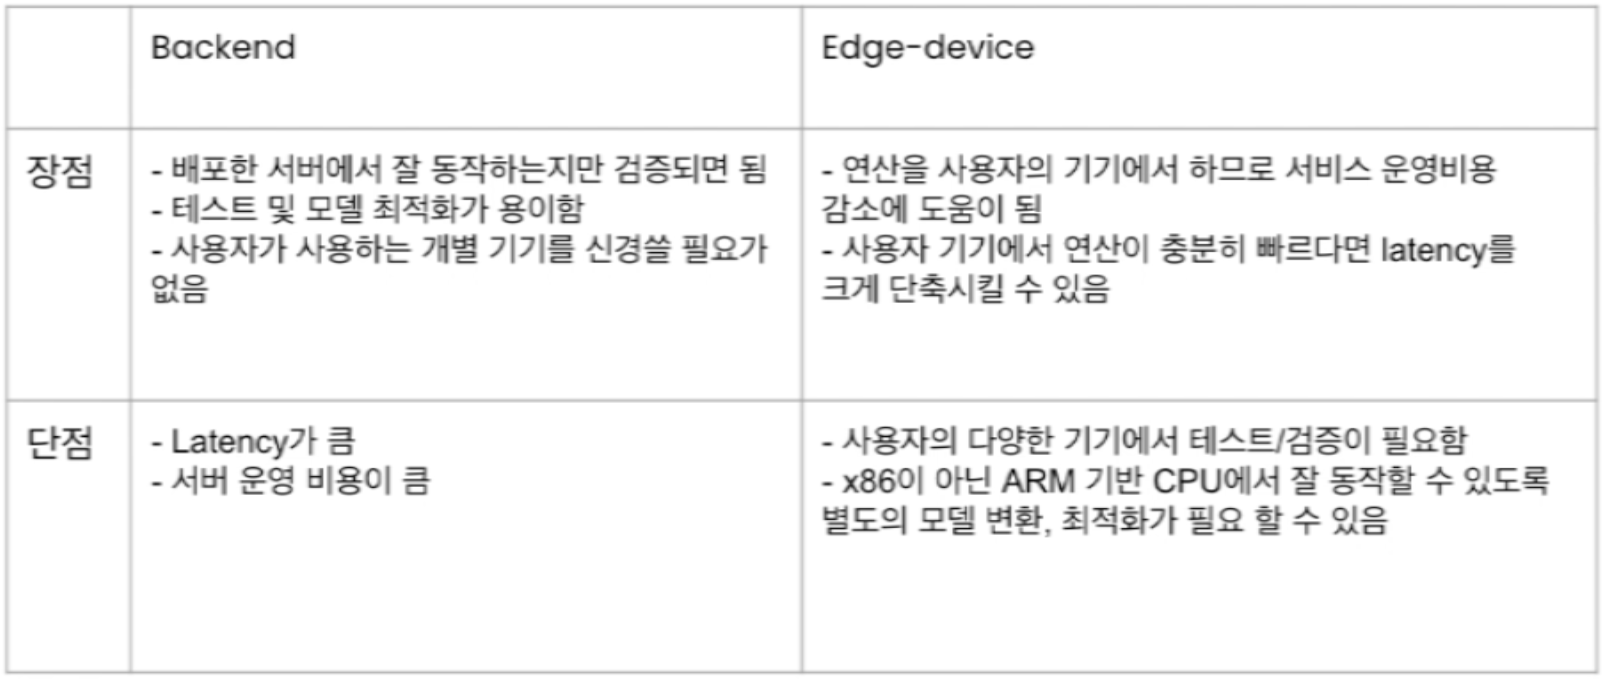 Backend
Edge-device
장점
- 배포한 서버에서 잘 동작하는지만 검증되면 됨
- 테스트 및 모델 최적화가 용이함
- 사용자가 사용하는 개별 기기를 신경쓸 필요가
없음
- 연산을 사용자의 기기에서 하므로 서비스 운영비용
감소에 도움이 됨
- 사용자 기기에서 연산이 충분히 빠르다면 latency를
크게 단축시킬 수 있음
단점
- Latency가 큼
- 서버 운영 비용이 큼
- 사용자의 다양한 기기에서 테스트/검증이 필요함
- x86이 아닌 ARM 기반 CPU에서 잘 동작할 수 있도록
별도의 모델 변환, 최적화가 필요 할 수 있음